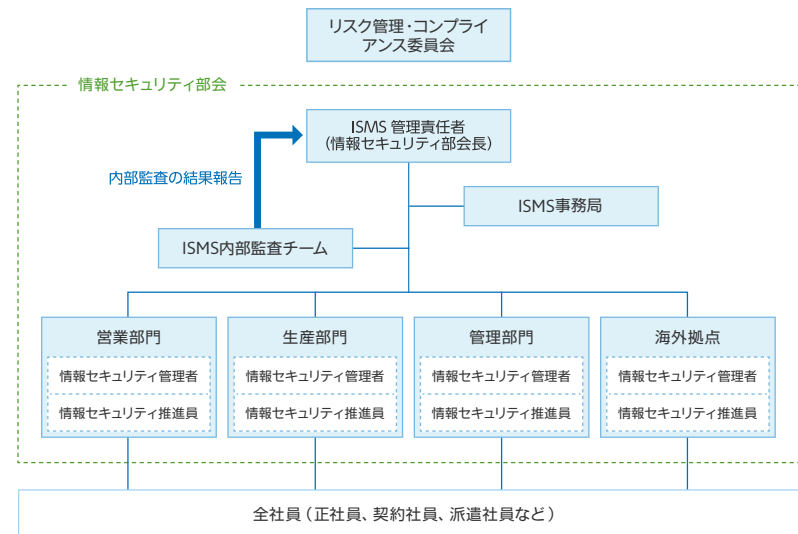 リスク管理・コンプライ
アンス委員会
情報セキュリティ部会
ISMS 管理責任者
（情報セキュリティ部会長）
内部監査の結果報告
ISMS事務局
ISMS内部監査チーム
営業部門
生産部門
管理部門
海外拠点
情報セキュリティ管理者
情報セキュリティ管理者
情報セキュリティ管理者
情報セキュリティ管理者
情報セキュリティ推進員
情報セキュリティ推進員
情報セキュリティ推進員
情報セキュリティ推進員
全社員（正社員、契約社員、派遣社員など）